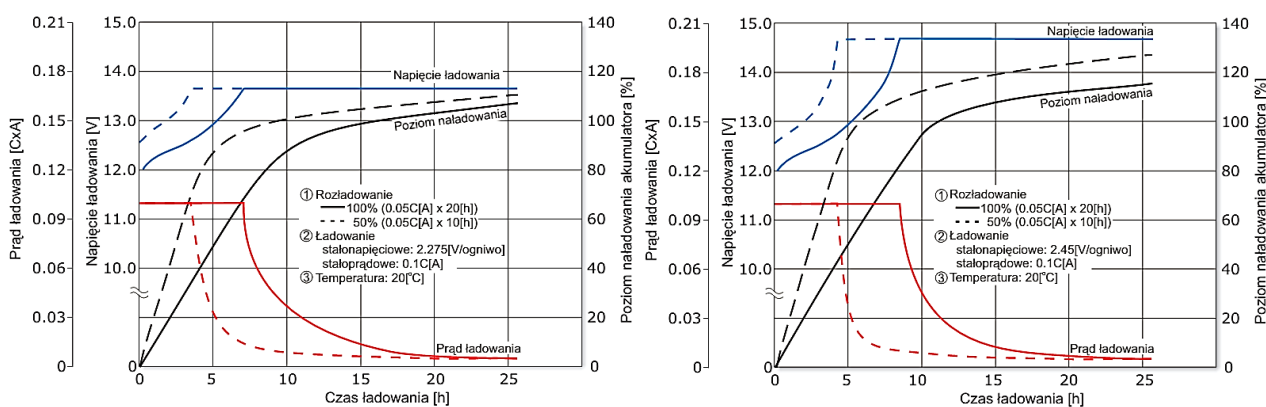 Prąd ładowania [CxA]
0.21
0.18
0.15
0.12
0.09
0.06
0.03
0
Napięcie ładowania [V]
15.0
14.0
13.0
12.0
11.0
10.0
0
Napięcie ładowania
Poziom naładowania
① Rozładowanie
100% (0.05C[A] x 20[h])
50% (0.05C[A] x 10[h])
② Ładowanie
stałonapięciowe: 2.275[V/ogniwo]
stałoprądowe: 0.1C[A]
③ Temperatura: 20[°C]
Prąd ładowania
0 5 10 15 20 25
Czas ładowania [h]
140
120
100
80
60
40
20
0
Poziom naładowania akumulatora [%]
Prąd ładowania [CxA]
0.21
0.18
0.15
0.12
0.09
0.06
0.03
0
Napięcie ładowania [V]
15.0
14.0
13.0
12.0
11.0
10.0
0
Napięcie ładowania
Poziom naładowania
① Rozładowanie
100% (0.05C[A] x 20[h])
50% (0.05C[A] x 10[h])
② Ładowanie
stałonapięciowe: 2.45[V/ogniwo]
staloprądowe: 0.1C[A]
③ Temperatura: 20[°C]
Prąd ładowania
0 5 10 15 20 25
Czas ładowania [h]
140
120
100
80
60
40
20
0
Poziom naładowania akumulatora [%]